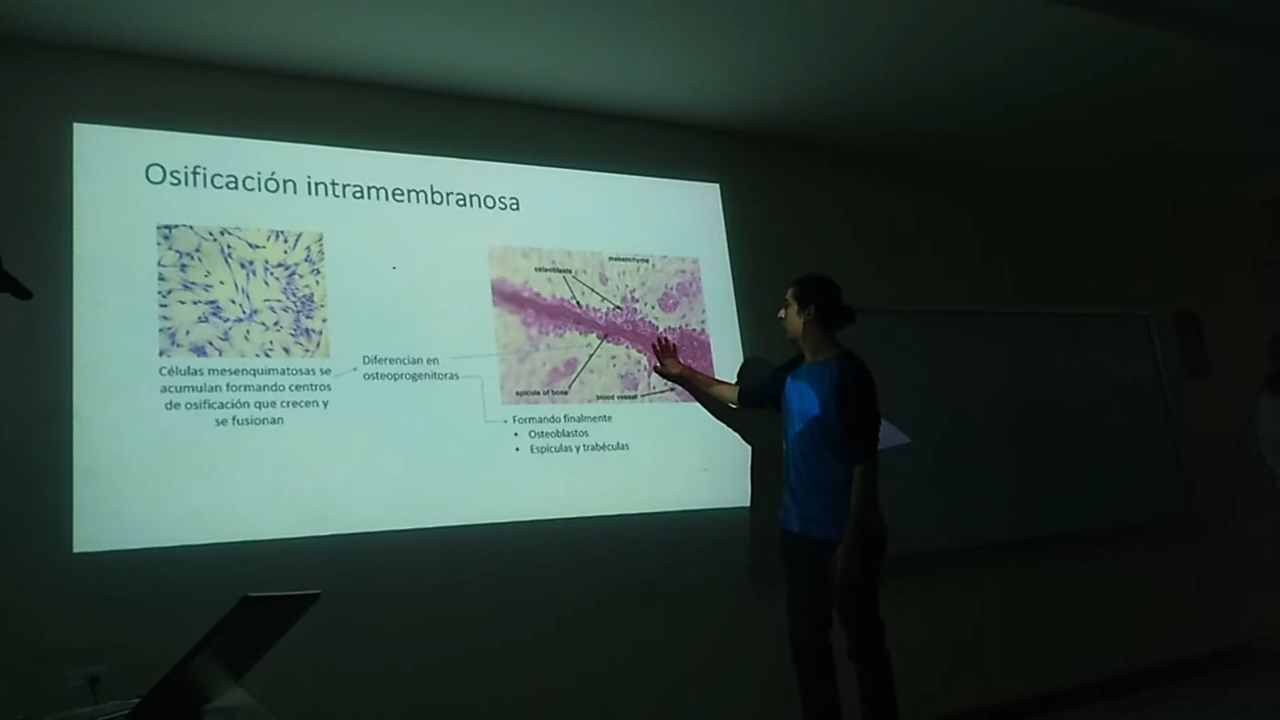 Osificación intramembranosa
osteoblasts
mesenchyme
spicule of bone
blood vessel
Células mesenquimatosas se
acumulan formando centros
de osificación que crecen y
se fusionan
Diferencian en
osteoprogenitoras
Formando finalmente
• Osteoblastos
• Espiculas y trabéculas